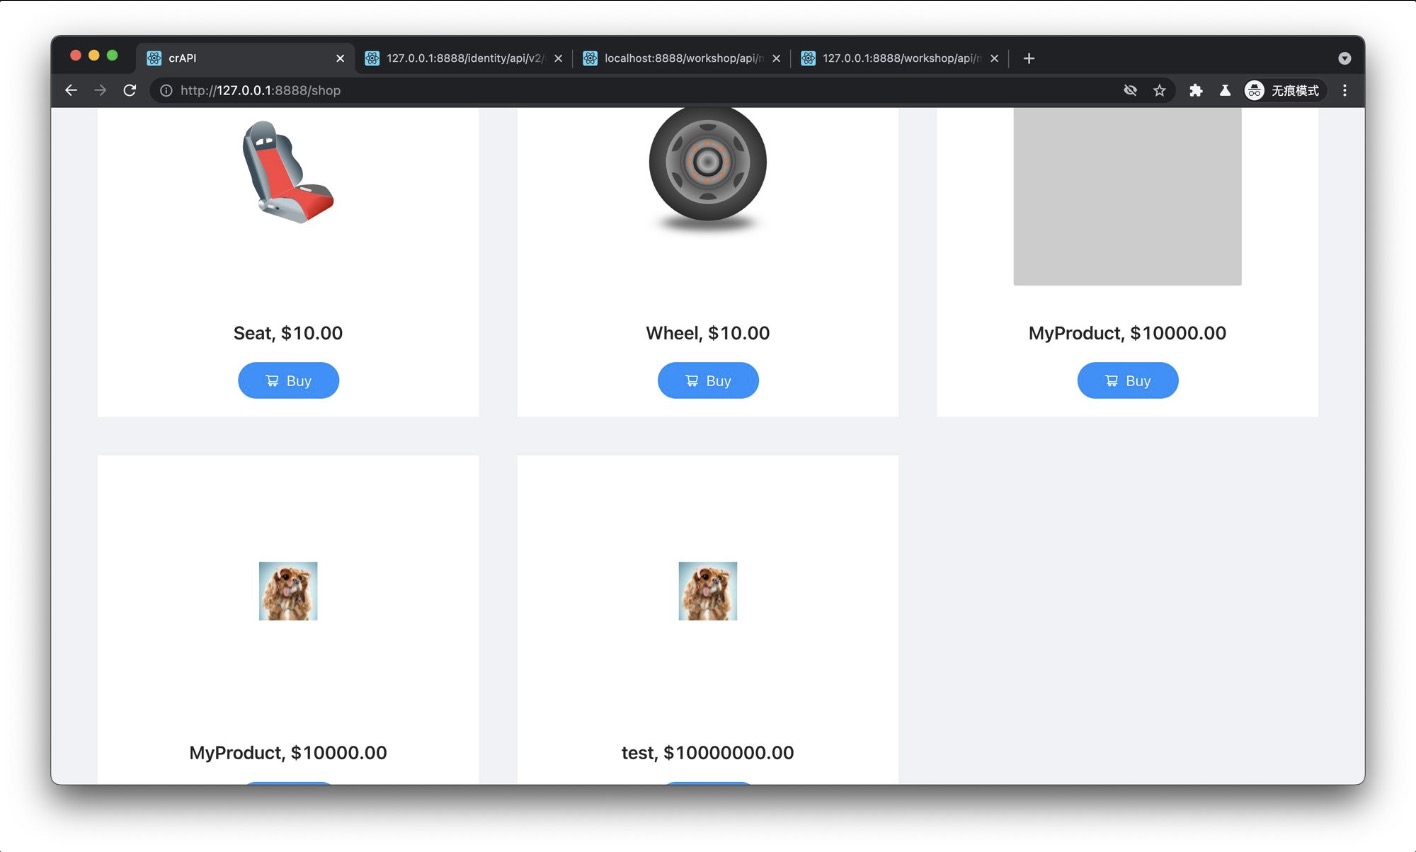 crAPI
127.0.0.1:8888/identity/api/v2/
localhost:8888/workshop/api/
127.0.0.1:8888/workshop/api/
http://127.0.0.1:8888/shop
无痕模式
Seat, $10.00
Wheel, $10.00
MyProduct, $10000.00
Buy
Buy
Buy
MyProduct, $10000.00
test, $10000000.00